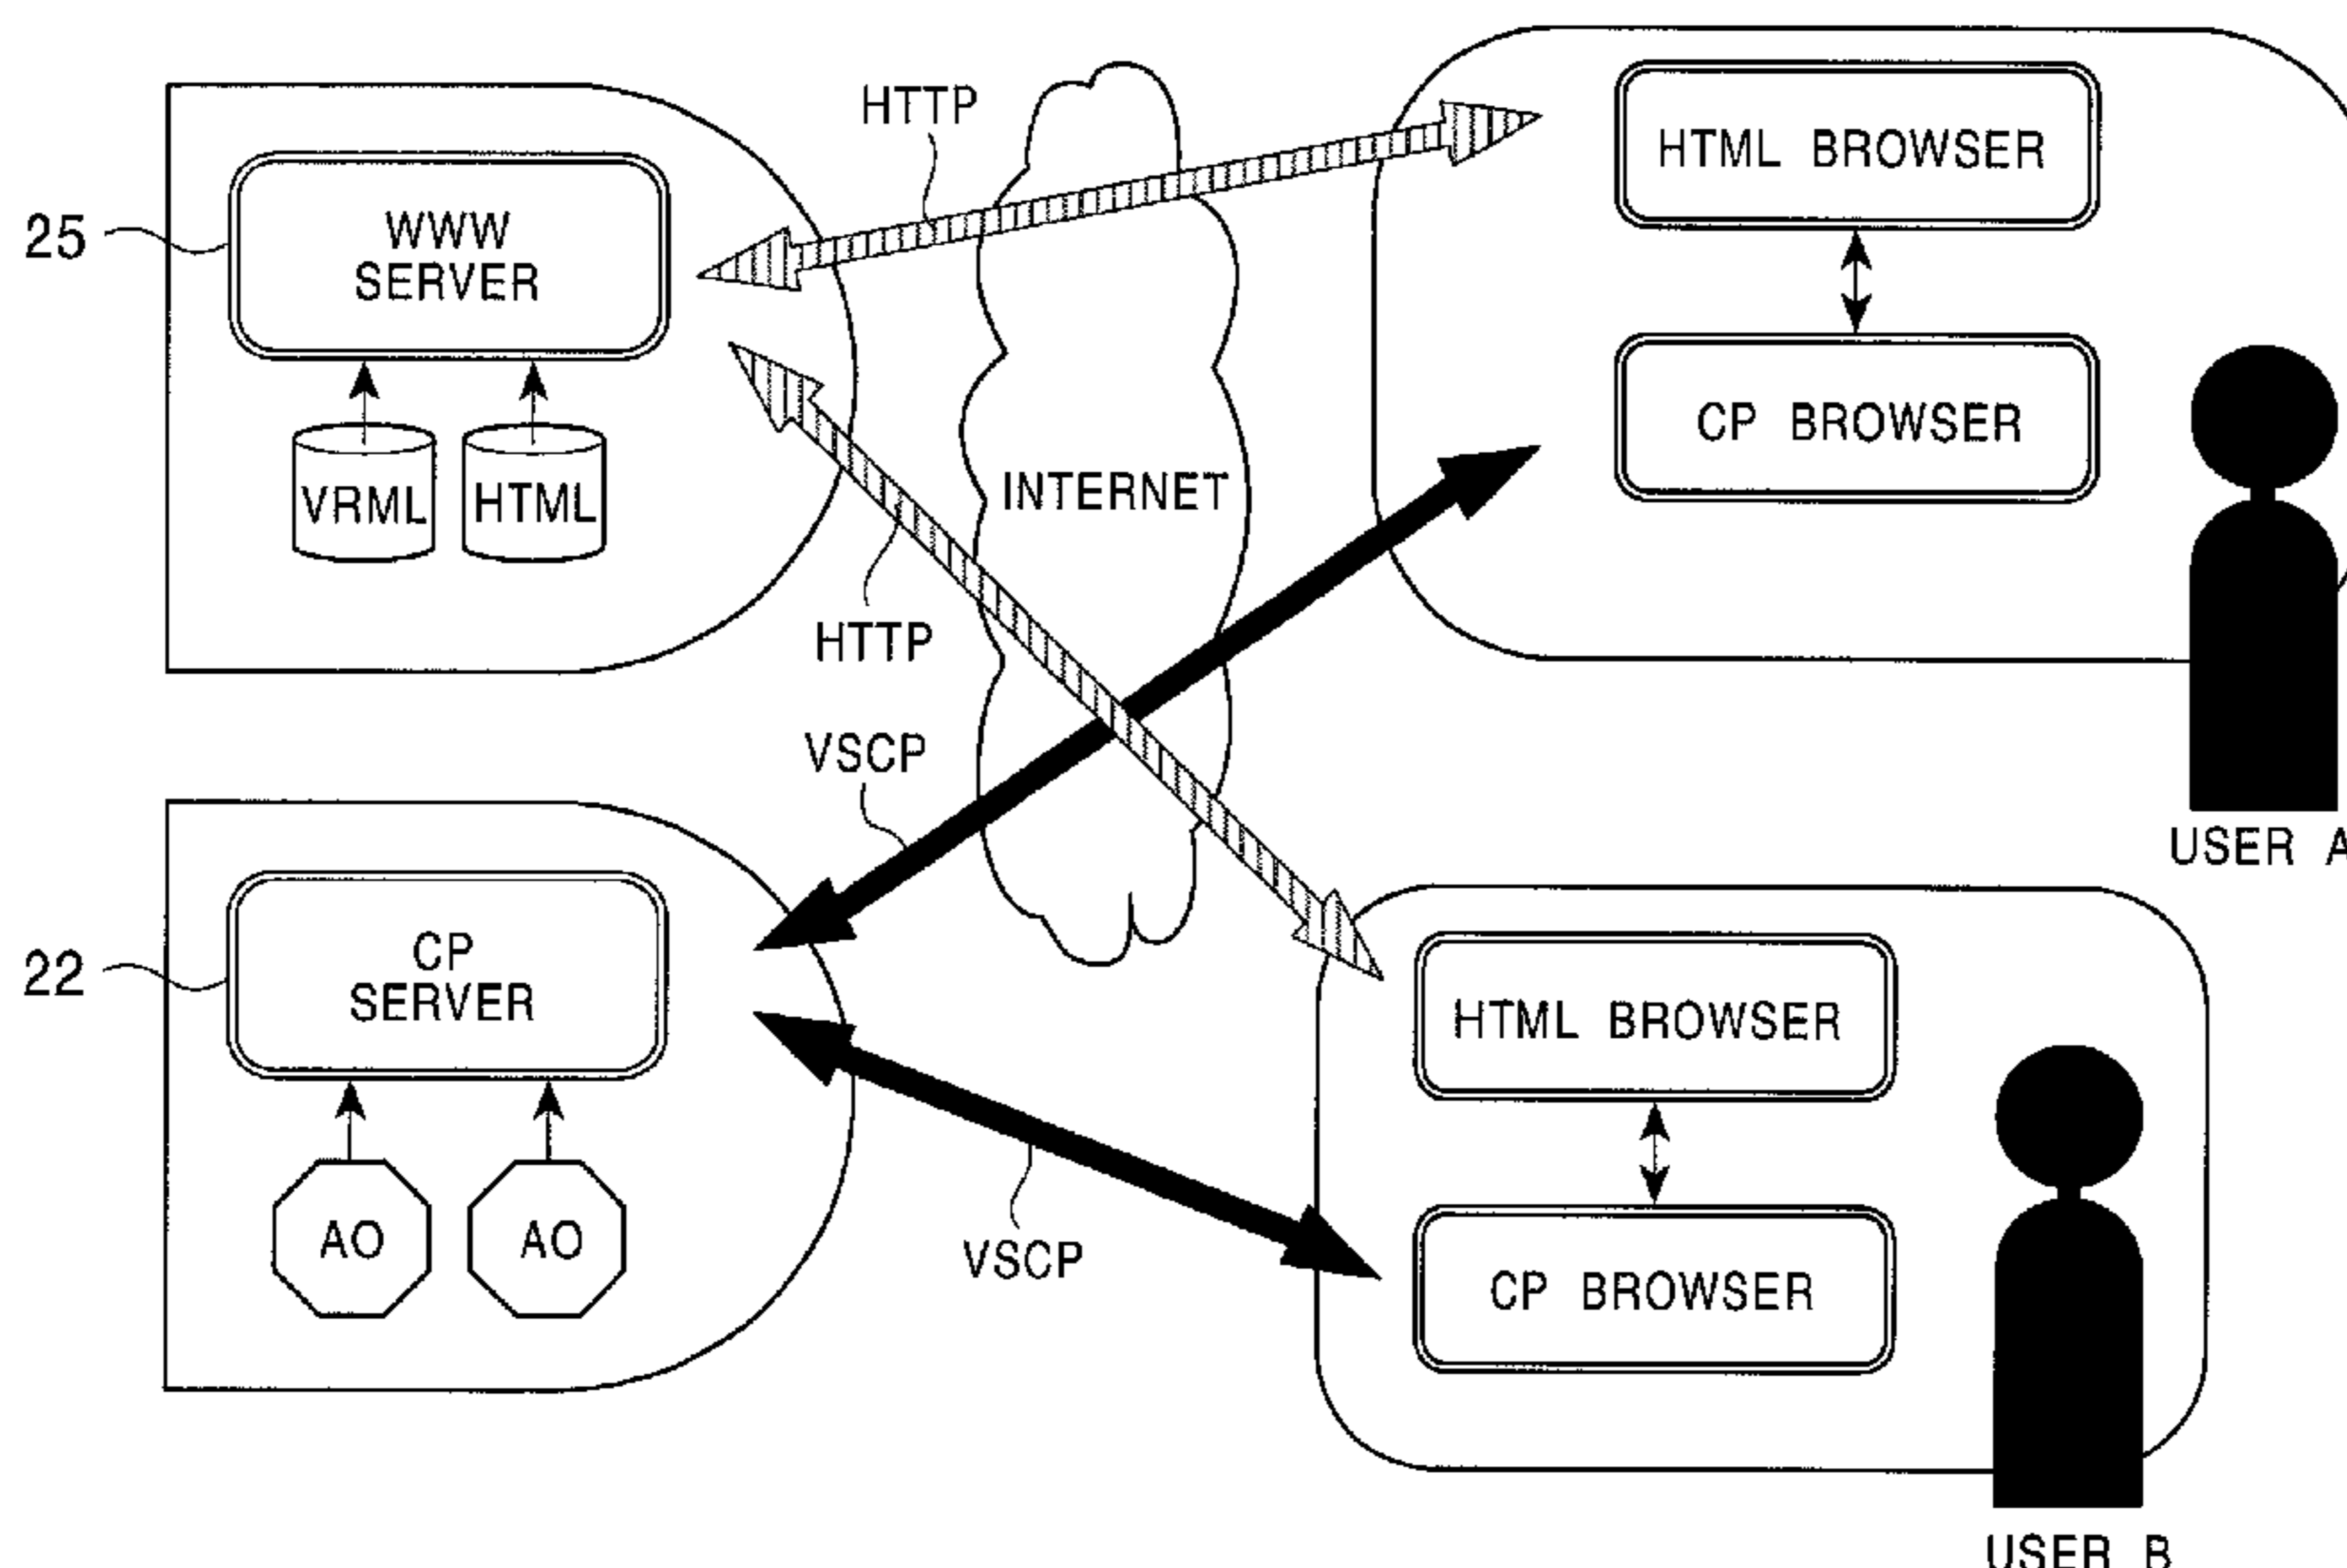 HTTP
HTML BROWSER
25
WWW
SERVER
CP BROWSER
VRML
HTML
INTERNET
HTTP
VSCP
USER A
22
CP
SERVER
HTML BROWSER
AO
AO
VSCP
CP BROWSER
USER B